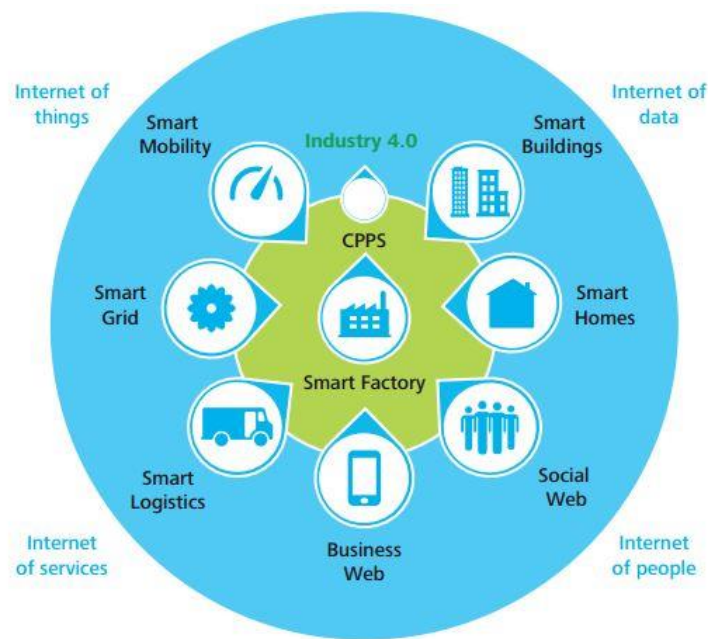 Internet of
things
Internet of
data
Smart
Mobility
Industry 4.0
Smart
Buildings
CPPS
Smart
Grid
Smart
Homes
Smart Factory
Smart
Logistics
Social
Web
Business
Web
Internet
of services
Internet
of people